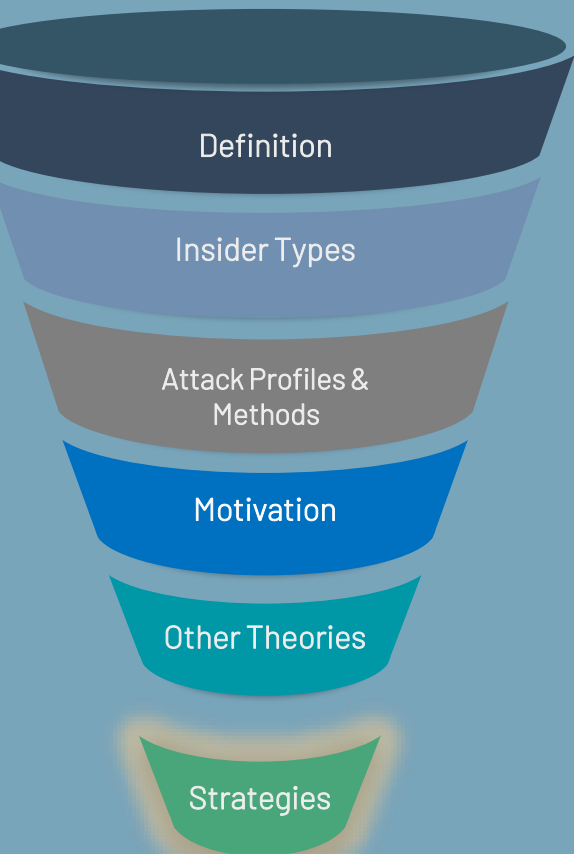 Definition
Insider Types
Attack Profiles &
Methods
Motivation
Other Theories
Strategies